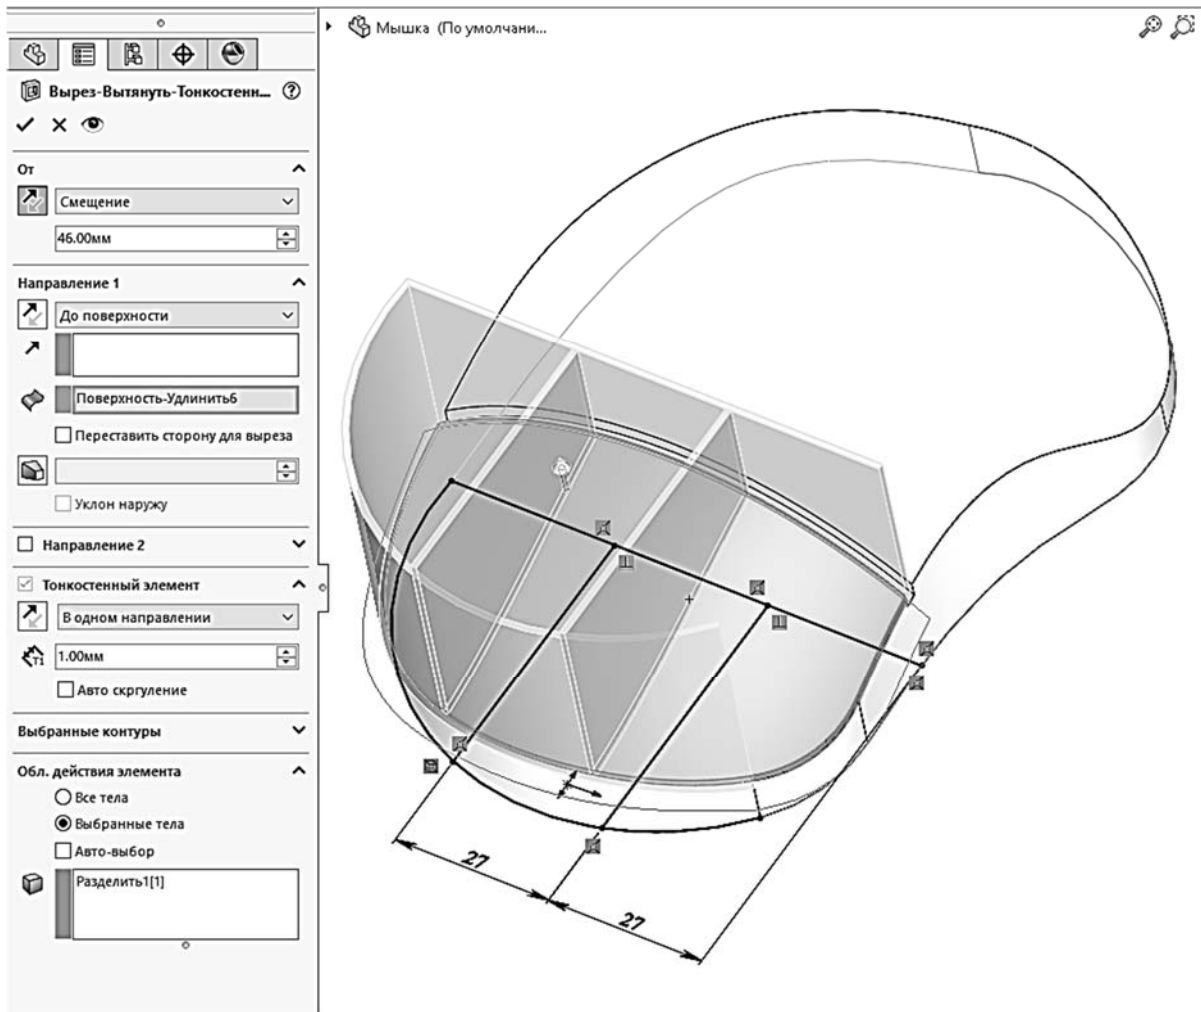 Мышка (По умолчани...
Вырез-Вытянуть-Тонкостенн...
От
Смещение
46.00мм
Направление 1
До поверхности
Поверхность-Удлинить6
Переставить сторону для выреза
Уклон наружу
Направление 2
Тонкостенный элемент
В одном направлении
T1
1.00мм
Авто скргуление
Выбранные контуры
Обл. действия элемента
Все тела
Выбранные тела
Авто-выбор
Разделить1[1]
27
27